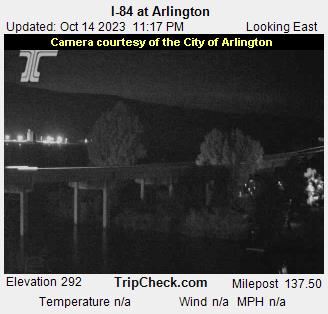 I-84 at Arlington
Updated: Oct 14 2023 11:17 PM Looking East
Camera courtesy of the City of Arlington
Elevation 292 TripCheck.com Milepost 137.50
Temperature n/a Wind n/a MPH n/a